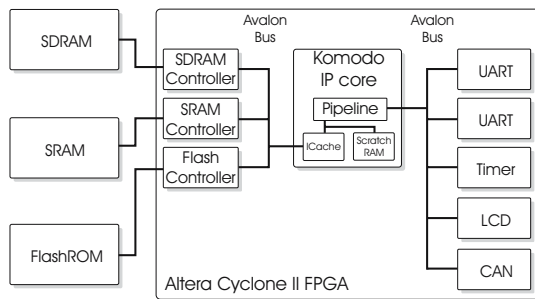 SDRAM
SRAM
FlashROM
Avalon
Bus
SDRAM
Controller
SRAM
Controller
Flash
Controller
Komodo
IP core
Pipeline
ICache
Scratch
RAM
Avalon
Bus
UART
UART
Timer
LCD
CAN
Altera Cyclone II FPGA